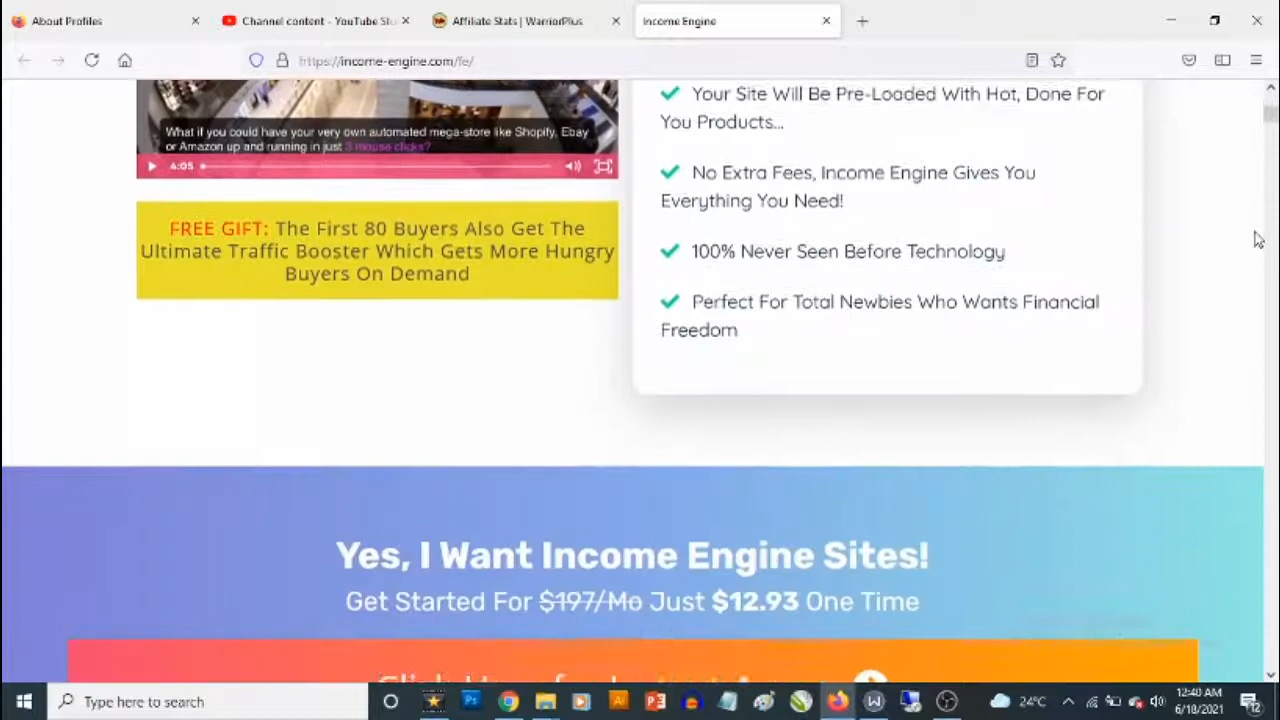 About Profiles
Channel content - YouTube Stu
Affiliate Stats | WarriorPlus
Income Engine
https://income-engine.com/fe/
What if you could have your very own automated mega-store like Shopify, Ebay
or Amazon up and running in just 3 mouse clicks?
4:05
FREE GIFT: The First 80 Buyers Also Get The
Ultimate Traffic Booster Which Gets More Hungry
Buyers On Demand
Your Site Will Be Pre-Loaded With Hot, Done For
You Products...
No Extra Fees, Income Engine Gives You
Everything You Need!
100% Never Seen Before Technology
Perfect For Total Newbies Who Wants Financial
Freedom
Yes, I Want Income Engine Sites!
Get Started For $197/Mo Just $12.93 One Time
Type here to search
24°C
12:40 AM
6/18/2021
12